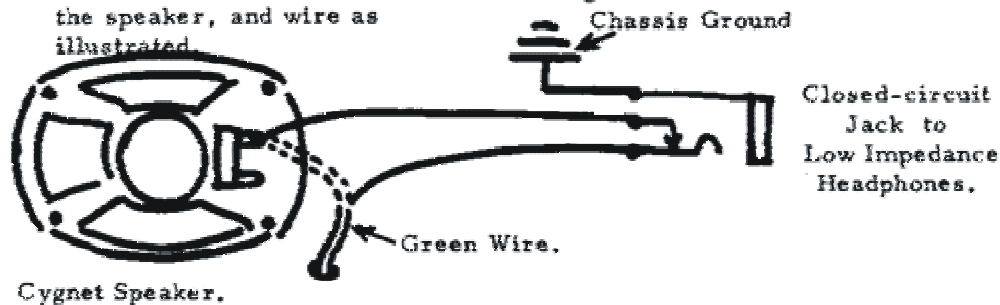 the speaker, and wire as
illustrated.
Chassis Ground
Closed-circuit
Jack to
Low Impedance
Headphones.
Green Wire.
Cygnet Speaker.